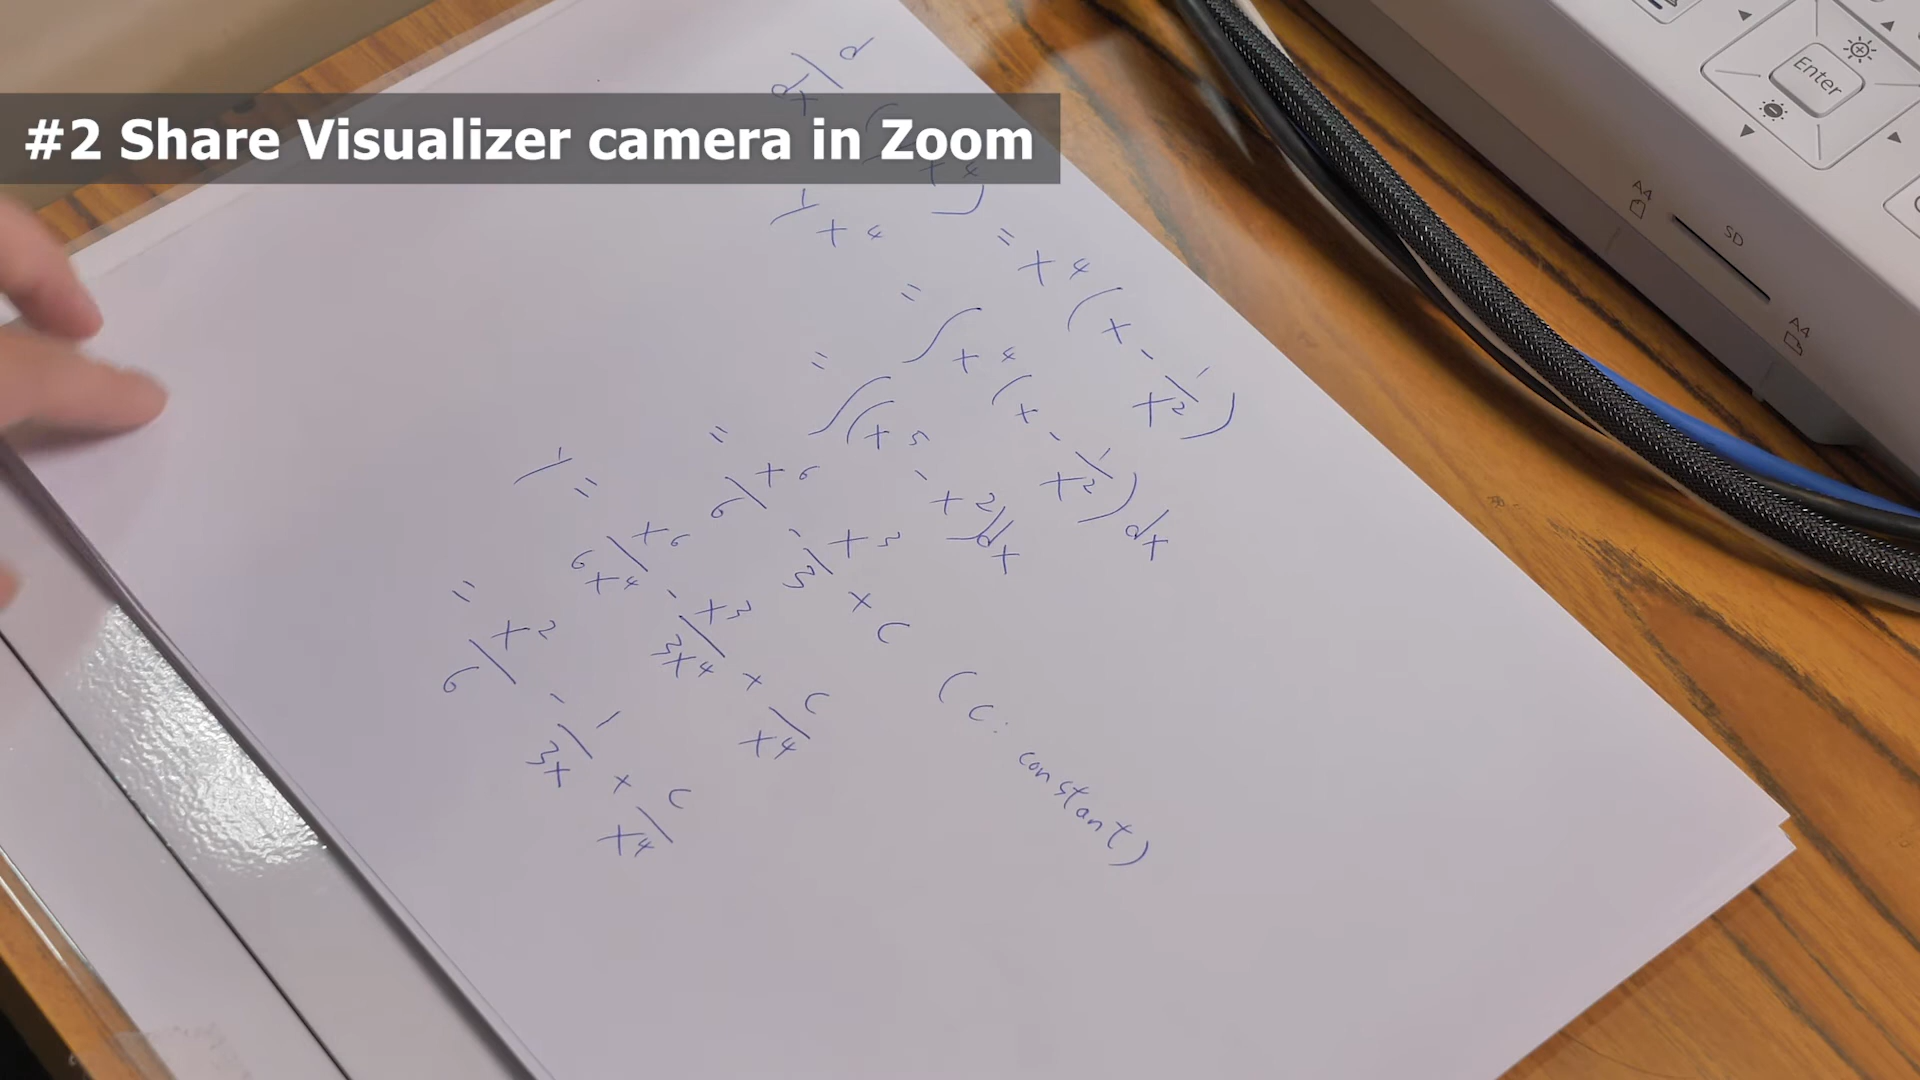 #2 Share Visualizer camera in Zoom
d/dx ( x⁴) = x⁴(x - 1/x²)
yx⁴ = ∫x⁴(x - 1/x²)dx
= ∫(x⁵ - x²)dx
= x⁶/6 - x³/3 + C (C: constant)
y = x⁶/6x⁴ - x³/3x⁴ + C/x⁴
= x²/6 - 1/3x + C/x⁴
Enter
A4
SD
A4